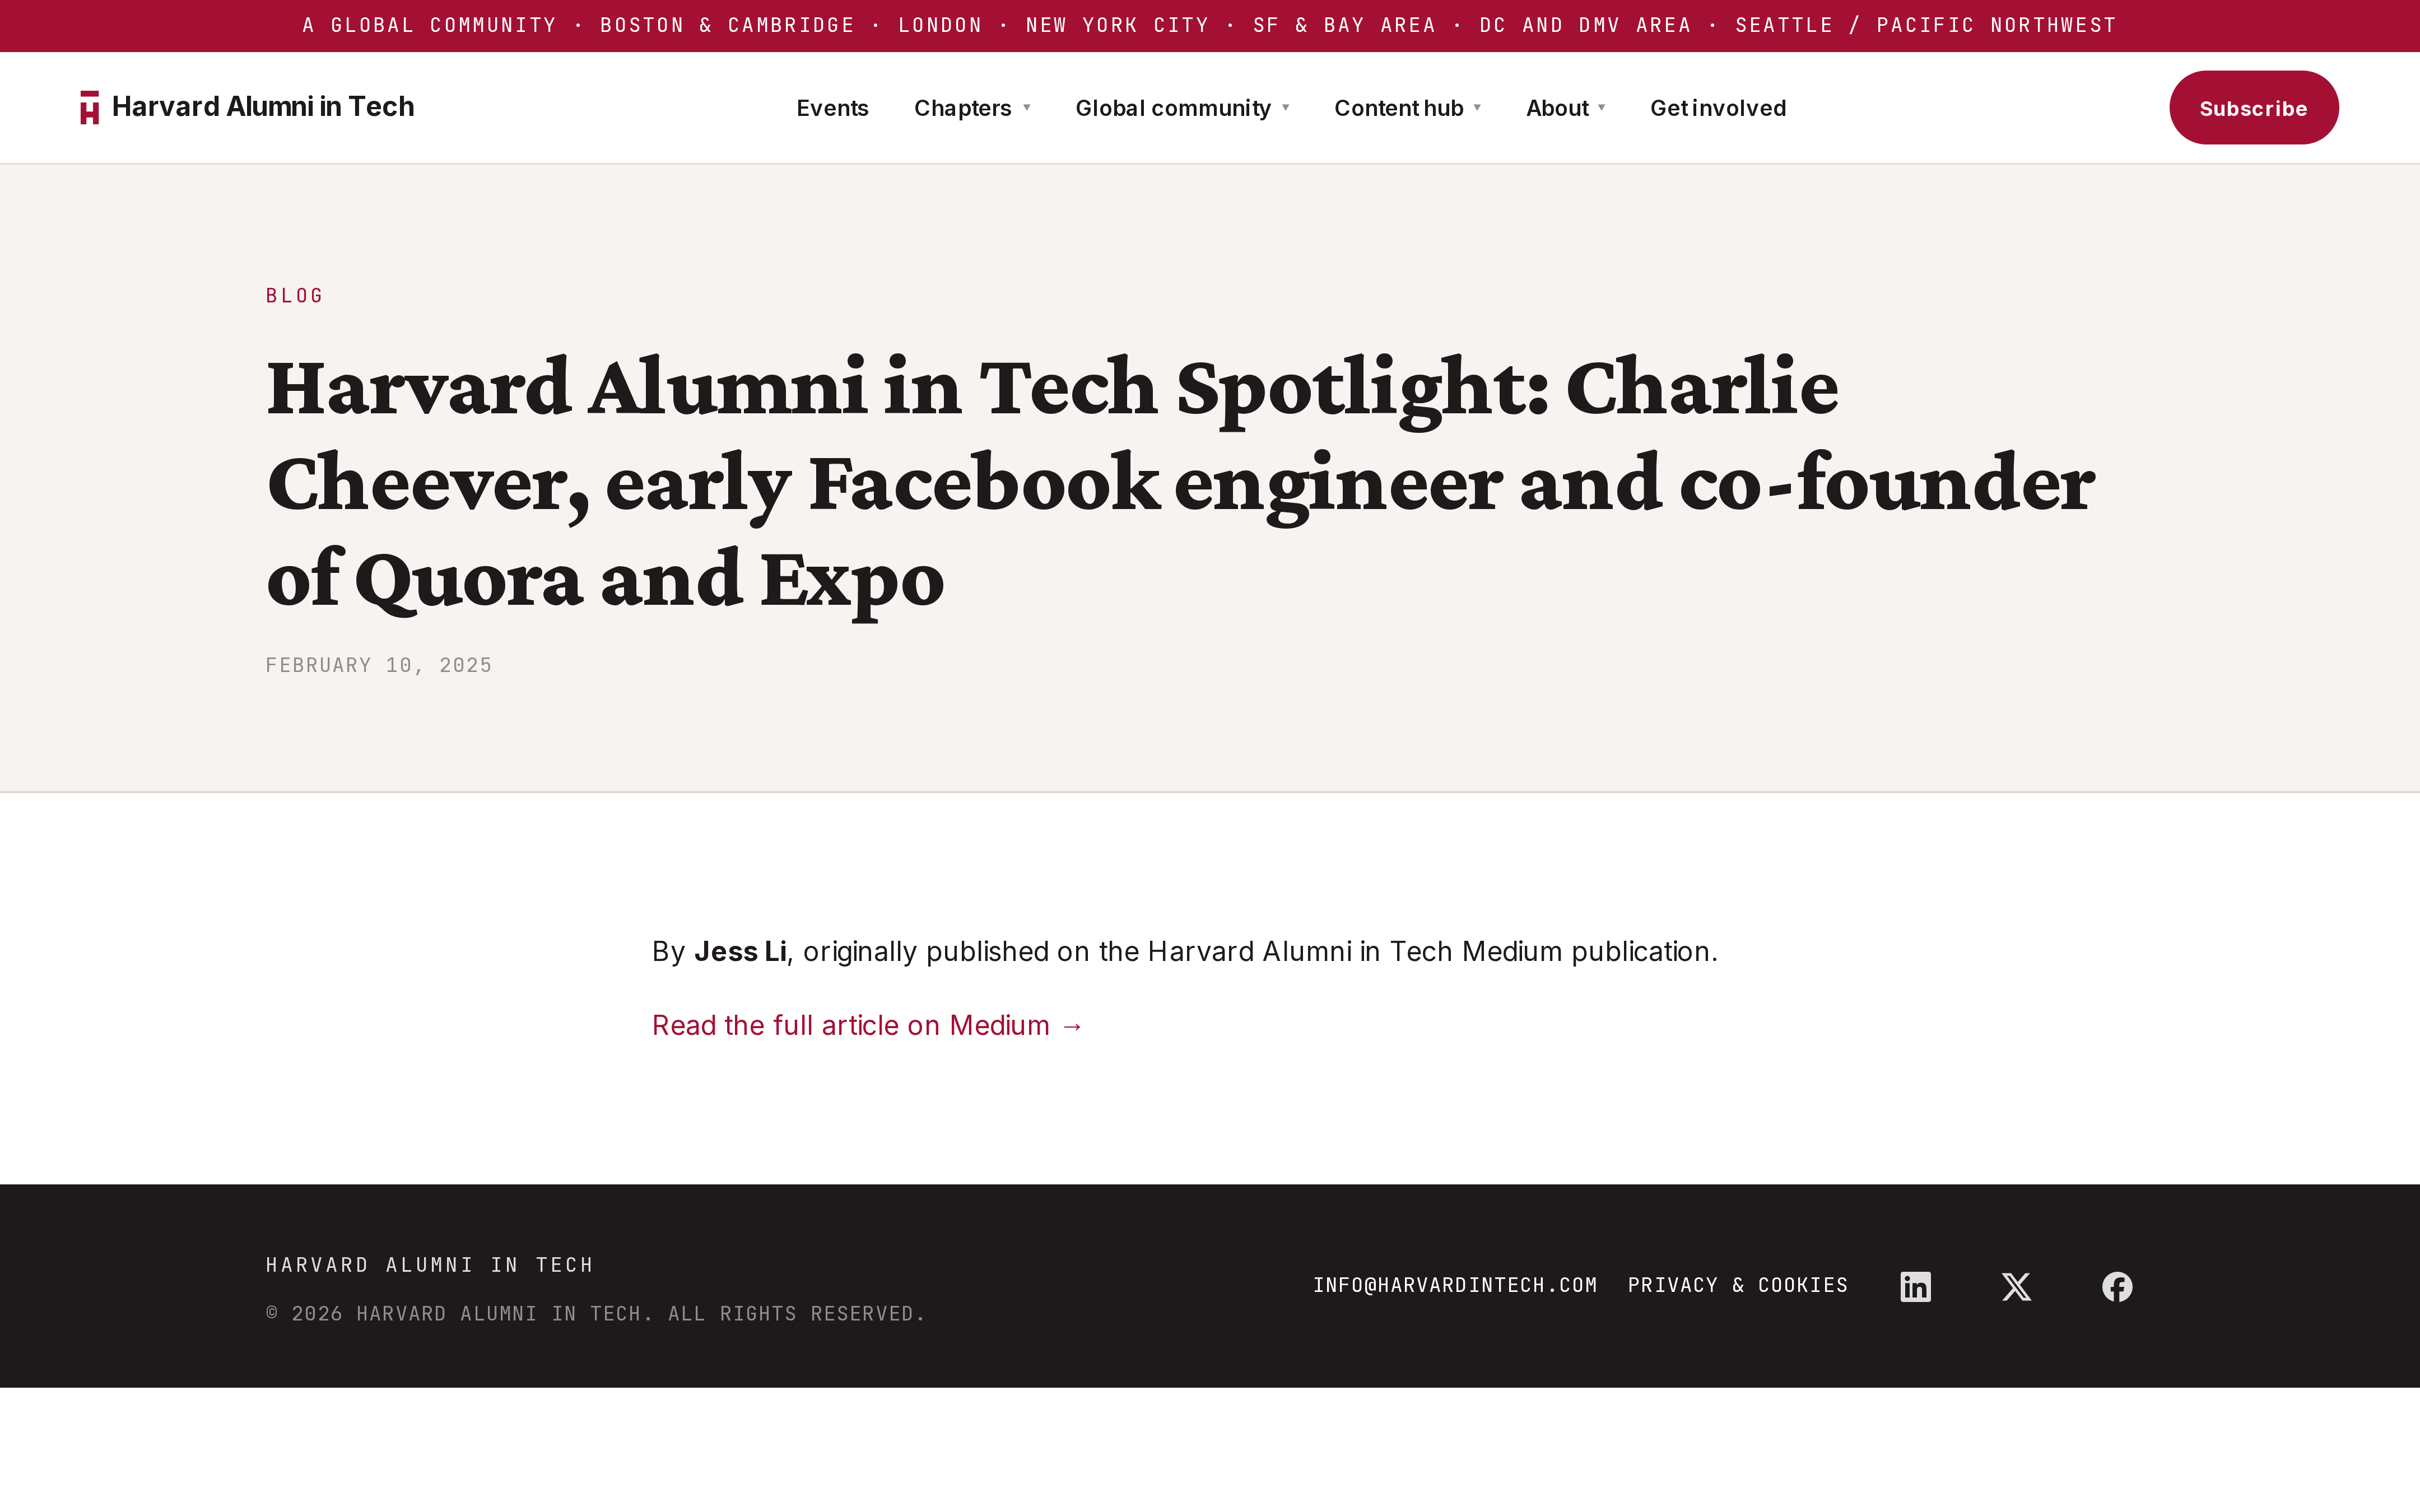 A GLOBAL COMMUNITY · BOSTON & CAMBRIDGE · LONDON · NEW YORK CITY · SF & BAY AREA · DC AND DMV AREA · SEATTLE / PACIFIC NORTHWEST
Harvard Alumni in Tech
Events Chapters Global community Content hub About Get involved
Subscribe
BLOG
Harvard Alumni in Tech Spotlight: Charlie
Cheever, early Facebook engineer and co-founder
of Quora and Expo
FEBRUARY 10, 2025
By Jess Li, originally published on the Harvard Alumni in Tech Medium publication.
Read the full article on Medium →
HARVARD ALUMNI IN TECH
© 2026 HARVARD ALUMNI IN TECH. ALL RIGHTS RESERVED.
INFO@HARVARDINTECH.COM PRIVACY & COOKIES